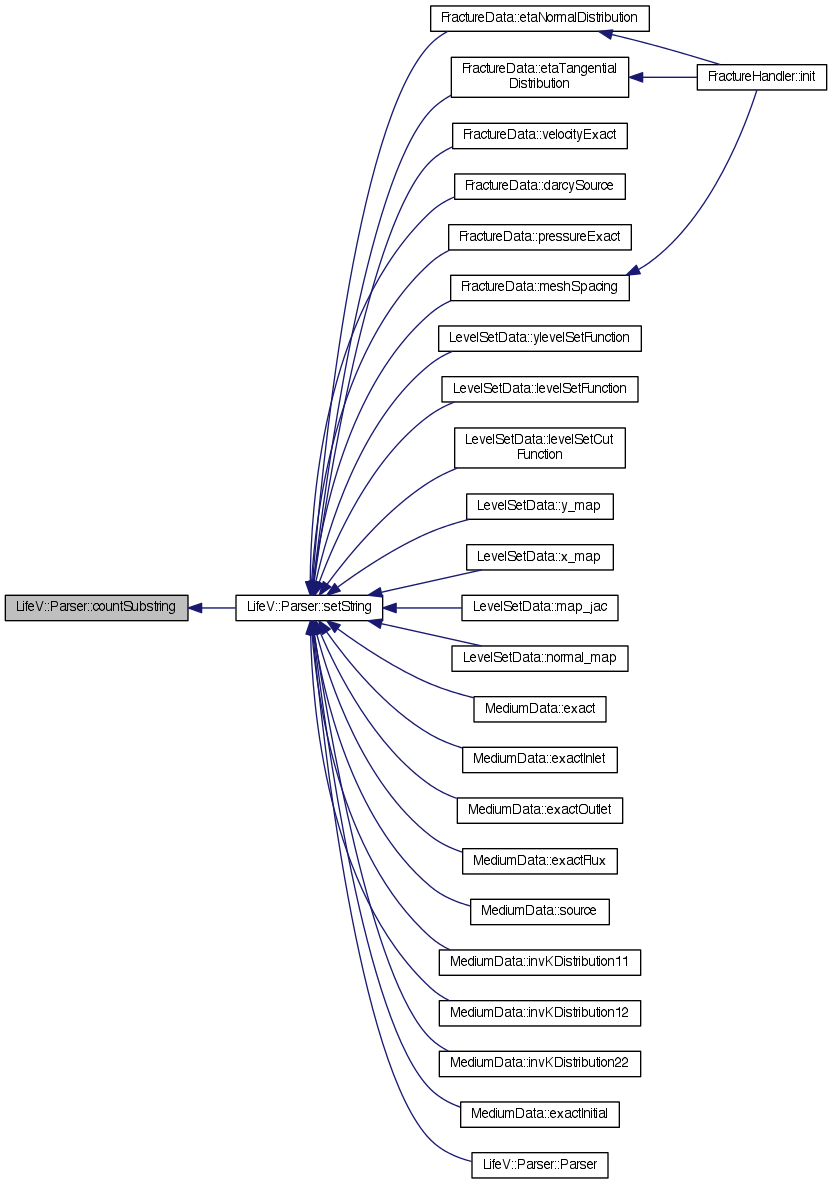 FractureData::etaNormalDistribution
FractureData::etaTangential
Distribution
FractureHandler::init
FractureData::velocityExact
FractureData::darcySource
FractureData::pressureExact
FractureData::meshSpacing
LevelSetData::ylevelSetFunction
LevelSetData::levelSetFunction
LevelSetData::levelSetCut
Function
LevelSetData::y_map
LevelSetData::x_map
LifeV::Parser::countSubstring
LifeV::Parser::setString
LevelSetData::map_jac
LevelSetData::normal_map
MediumData::exact
MediumData::exactInlet
MediumData::exactOutlet
MediumData::exactFlux
MediumData::source
MediumData::invKDistribution11
MediumData::invKDistribution12
MediumData::invKDistribution22
MediumData::exactInitial
LifeV::Parser::Parser